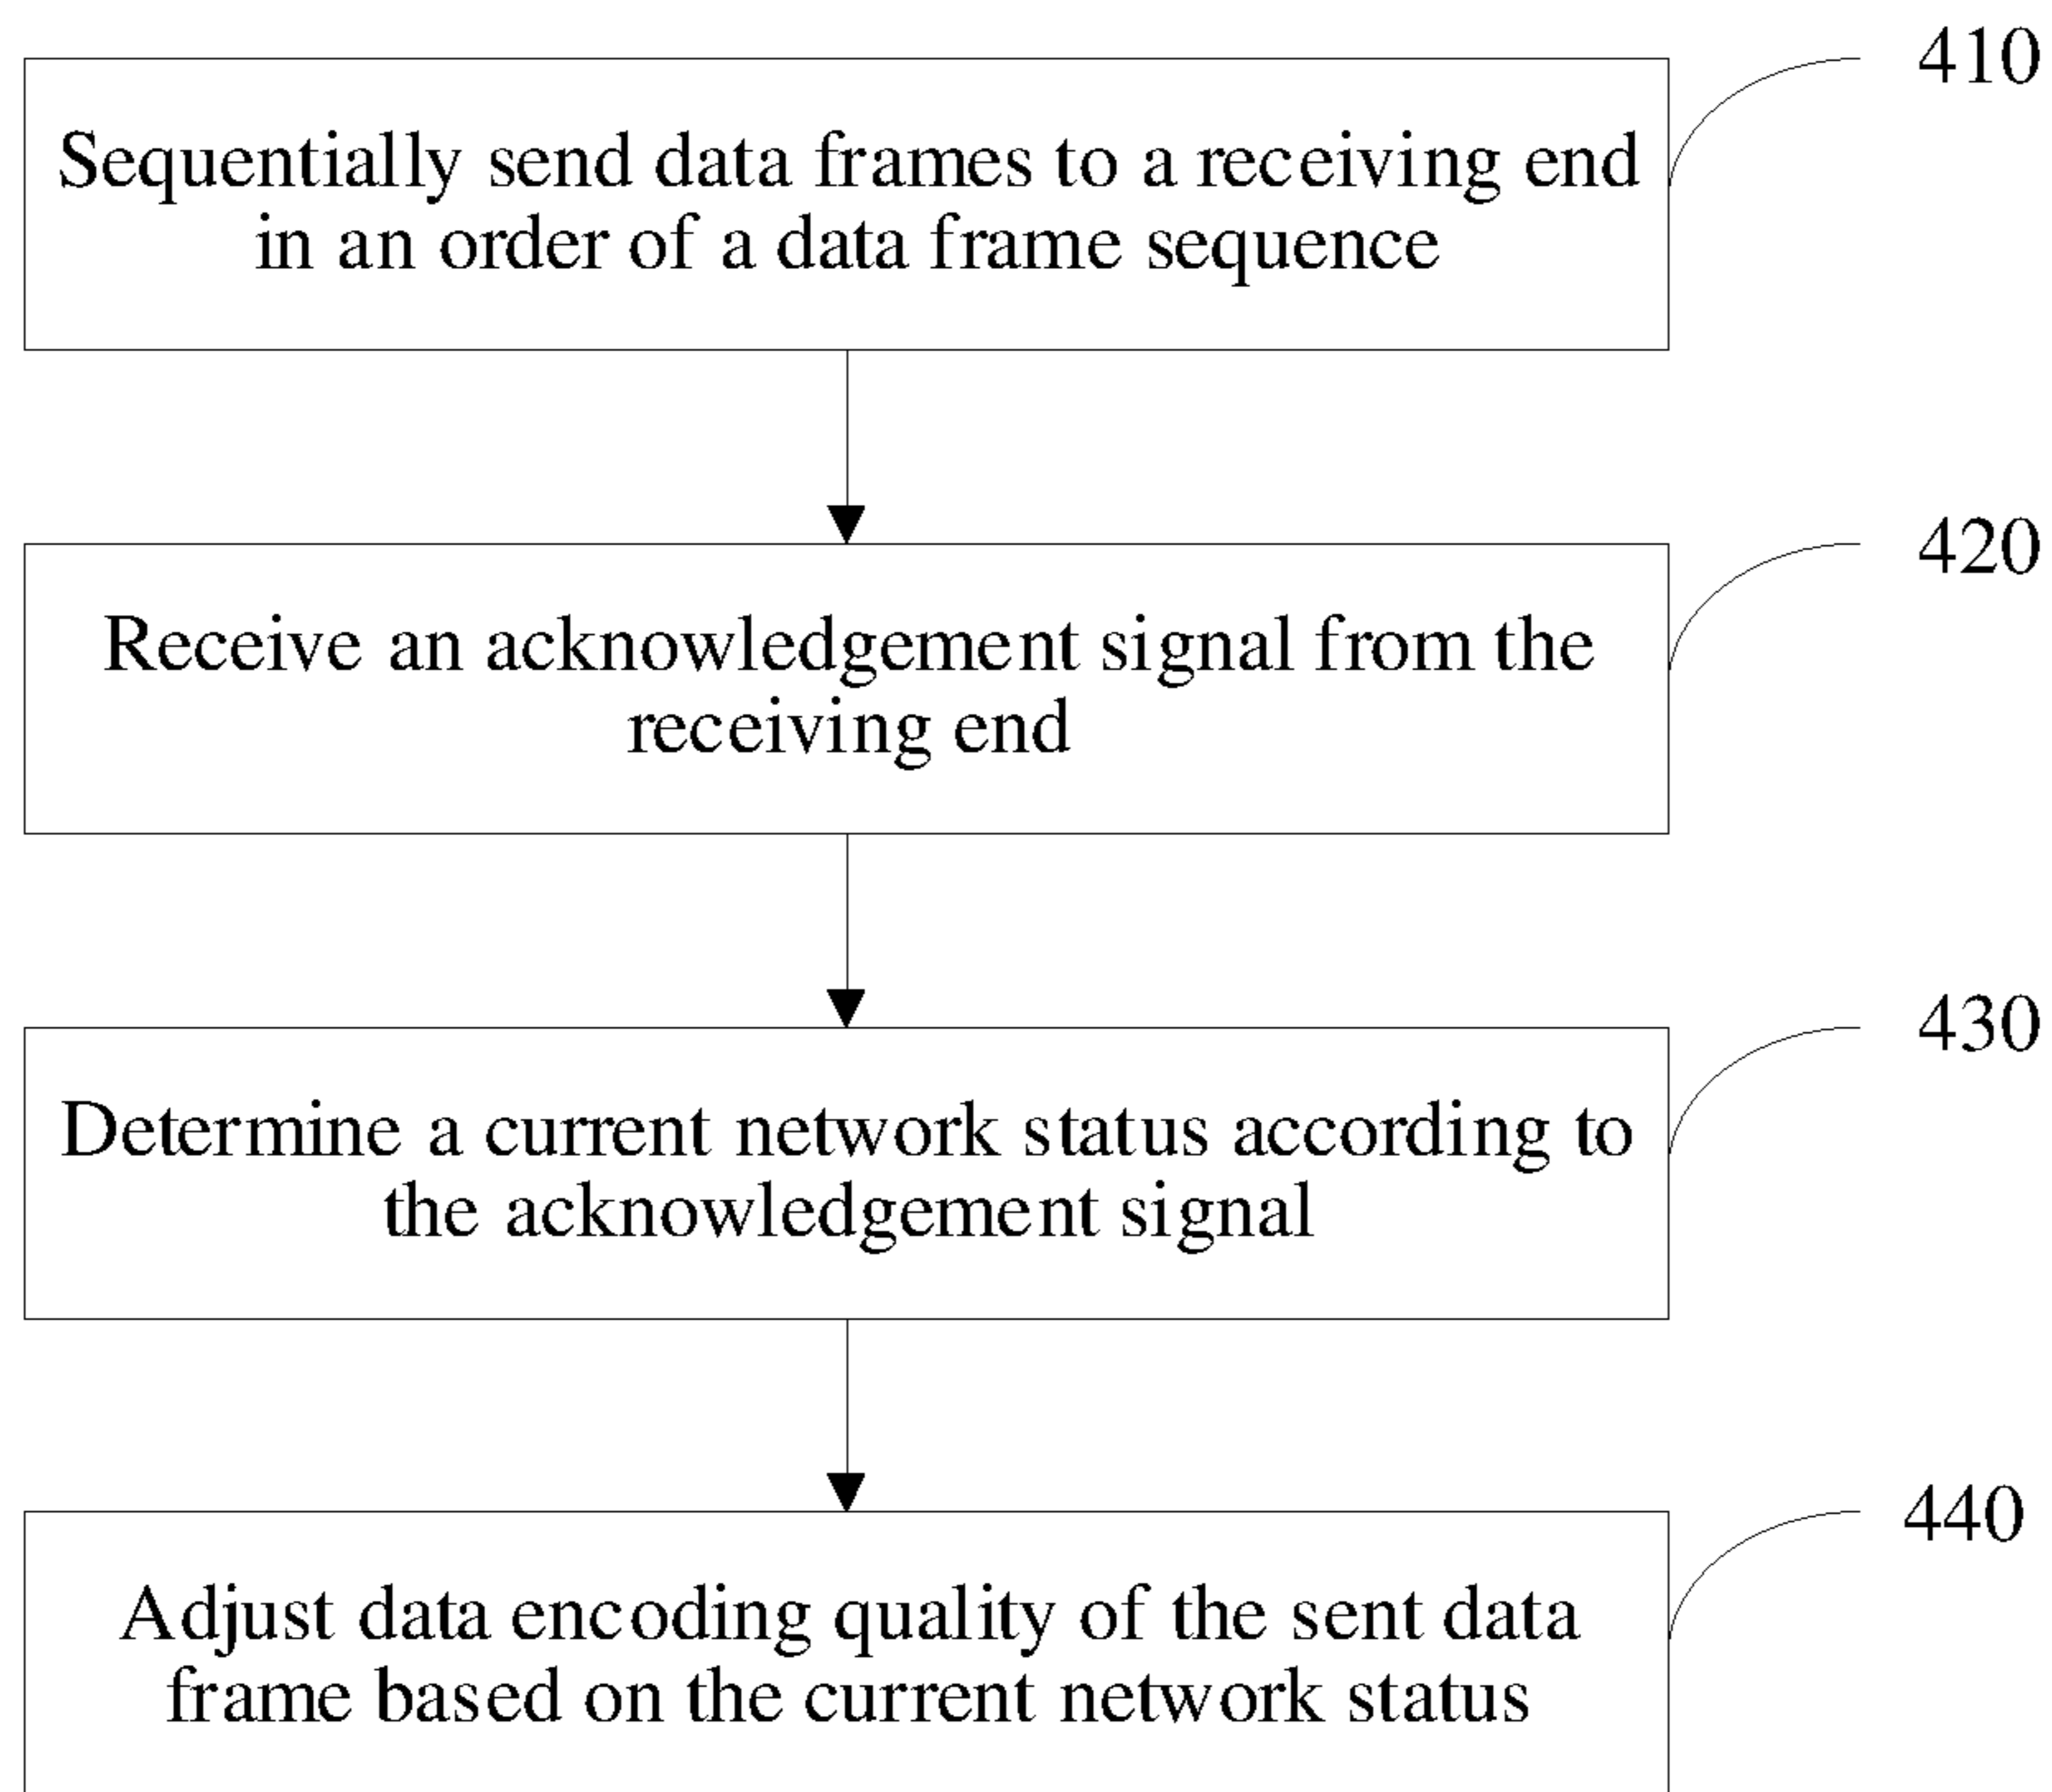 410
Sequentially send data frames to a receiving end
in an order of a data frame sequence
420
Receive an acknowledgement signal from the
receiving end
430
Determine a current network status according to
the acknowledgement signal
440
Adjust data encoding quality of the sent data
frame based on the current network status